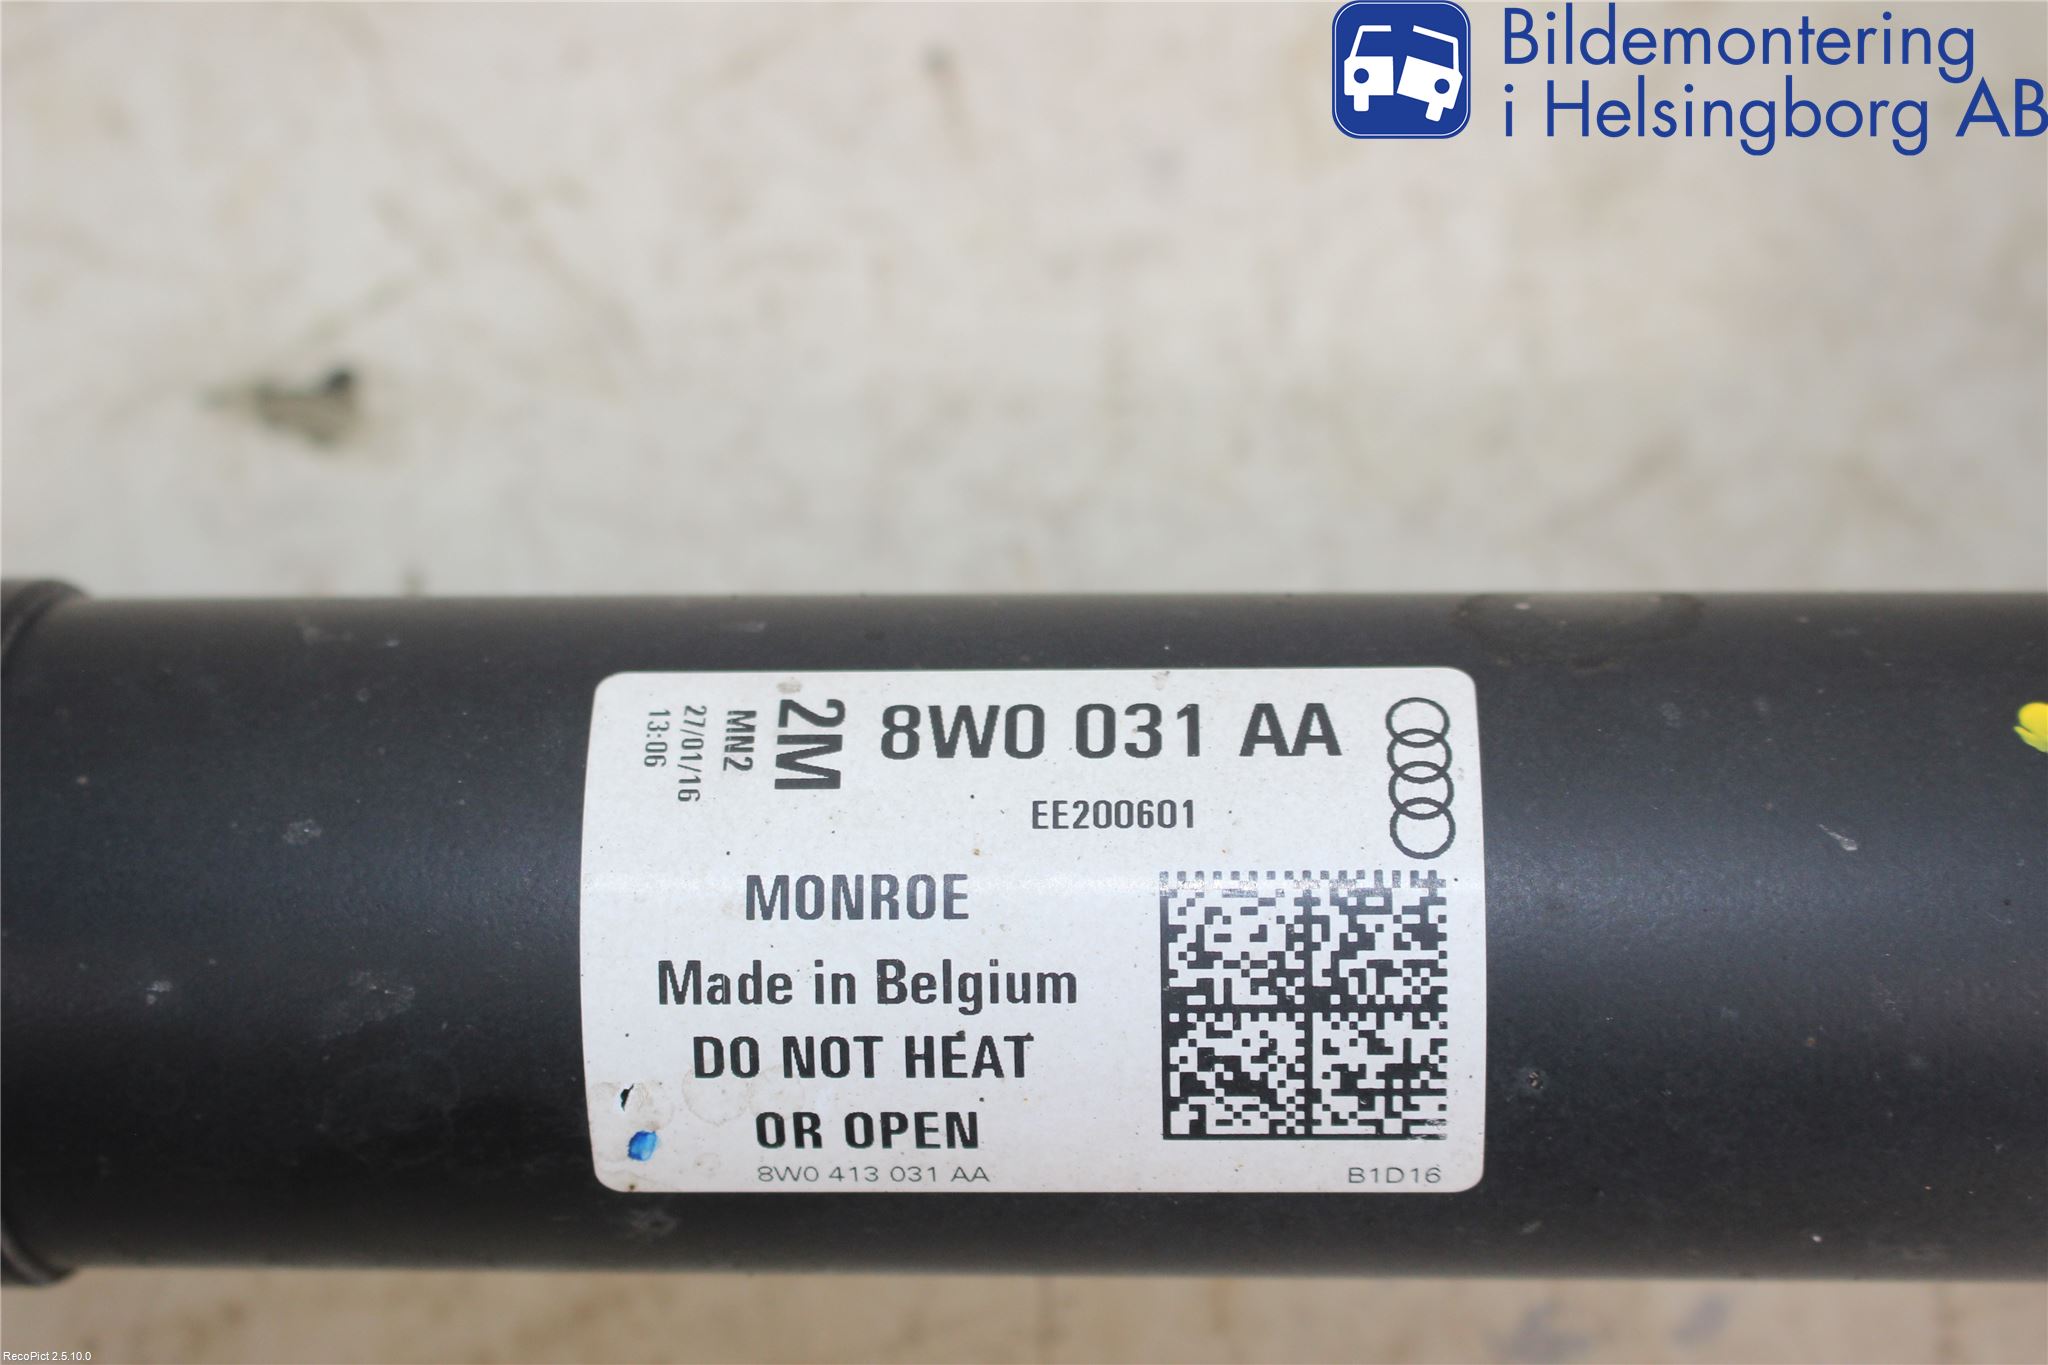 Bildemontering
i Helsingborg AB
8W0 031 AA
EE200601
2M
MN2
27/01/16
13:06
MONROE
Made in Belgium
DO NOT HEAT
OR OPEN
8W0 413 031 AA
B1D16
RecoPict 2.5.10.0